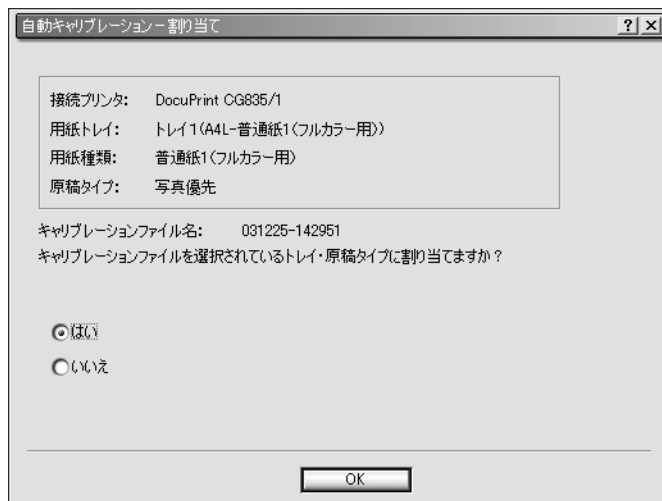 自動キャリブレーション－割り当て
接続プリンタ: DocuPrint CG835/1
用紙トレイ: トレイ1(A4L-普通紙1(フルカラー用))
用紙種類: 普通紙1(フルカラー用)
原稿タイプ: 写真優先
キャリブレーションファイル名: 031225-142951
キャリブレーションファイルを選択されているトレイ・原稿タイプに割り当てますか？
はい
いいえ
OK